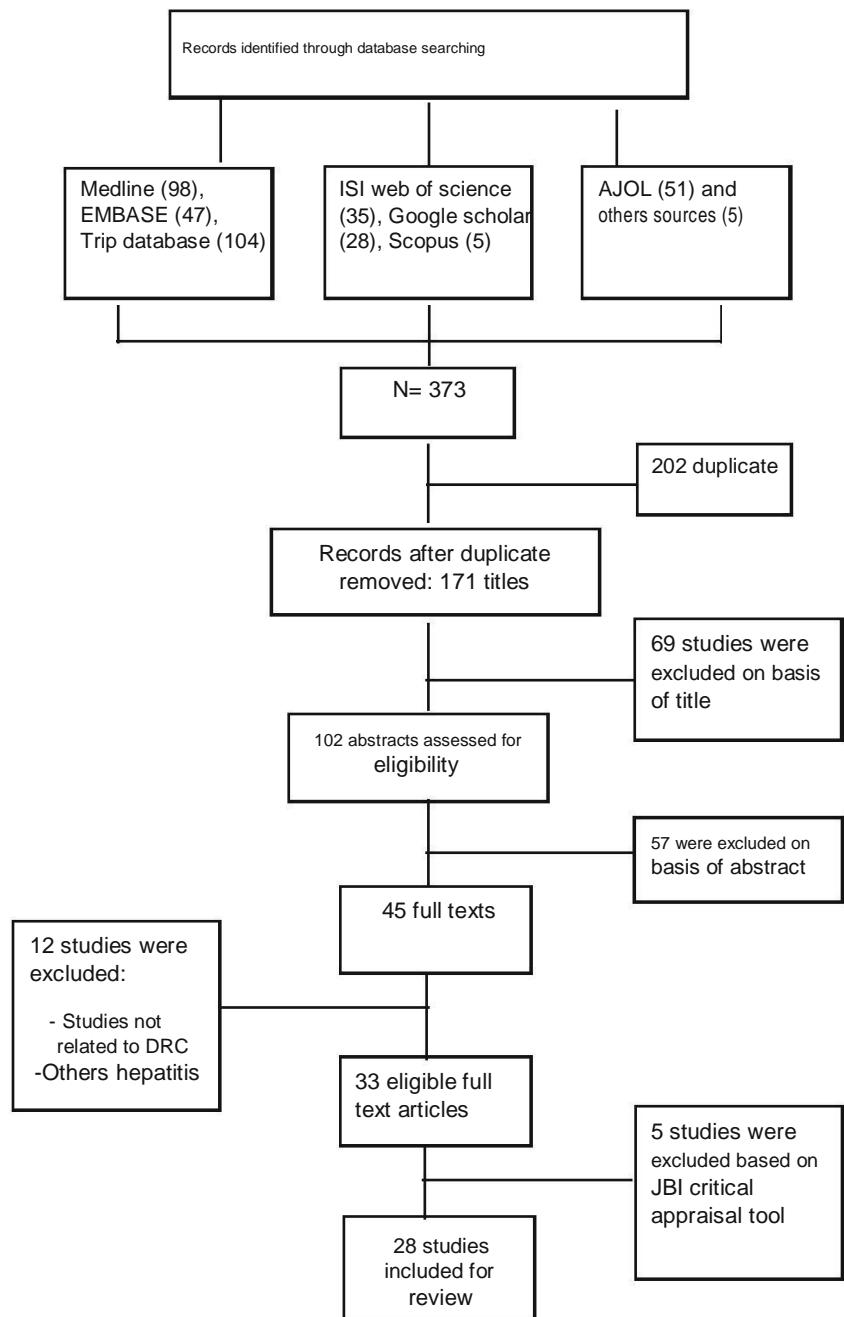 Records identified through database searching
Medline (98),
EMBASE (47),
Trip database (104)
ISI web of science
(35), Google scholar
(28), Scopus (5)
AJOL (51) and
others sources (5)
N= 373
202 duplicate
Records after duplicate
removed: 171 titles
69 studies were
excluded on basis
of title
102 abstracts assessed for
eligibility
57 were excluded on
basis of abstract
45 full texts
12 studies were
excluded:
- Studies not
related to DRC
-Others hepatitis
33 eligible full
text articles
5 studies were
excluded based on
JBI critical
appraisal tool
28 studies
included for
review